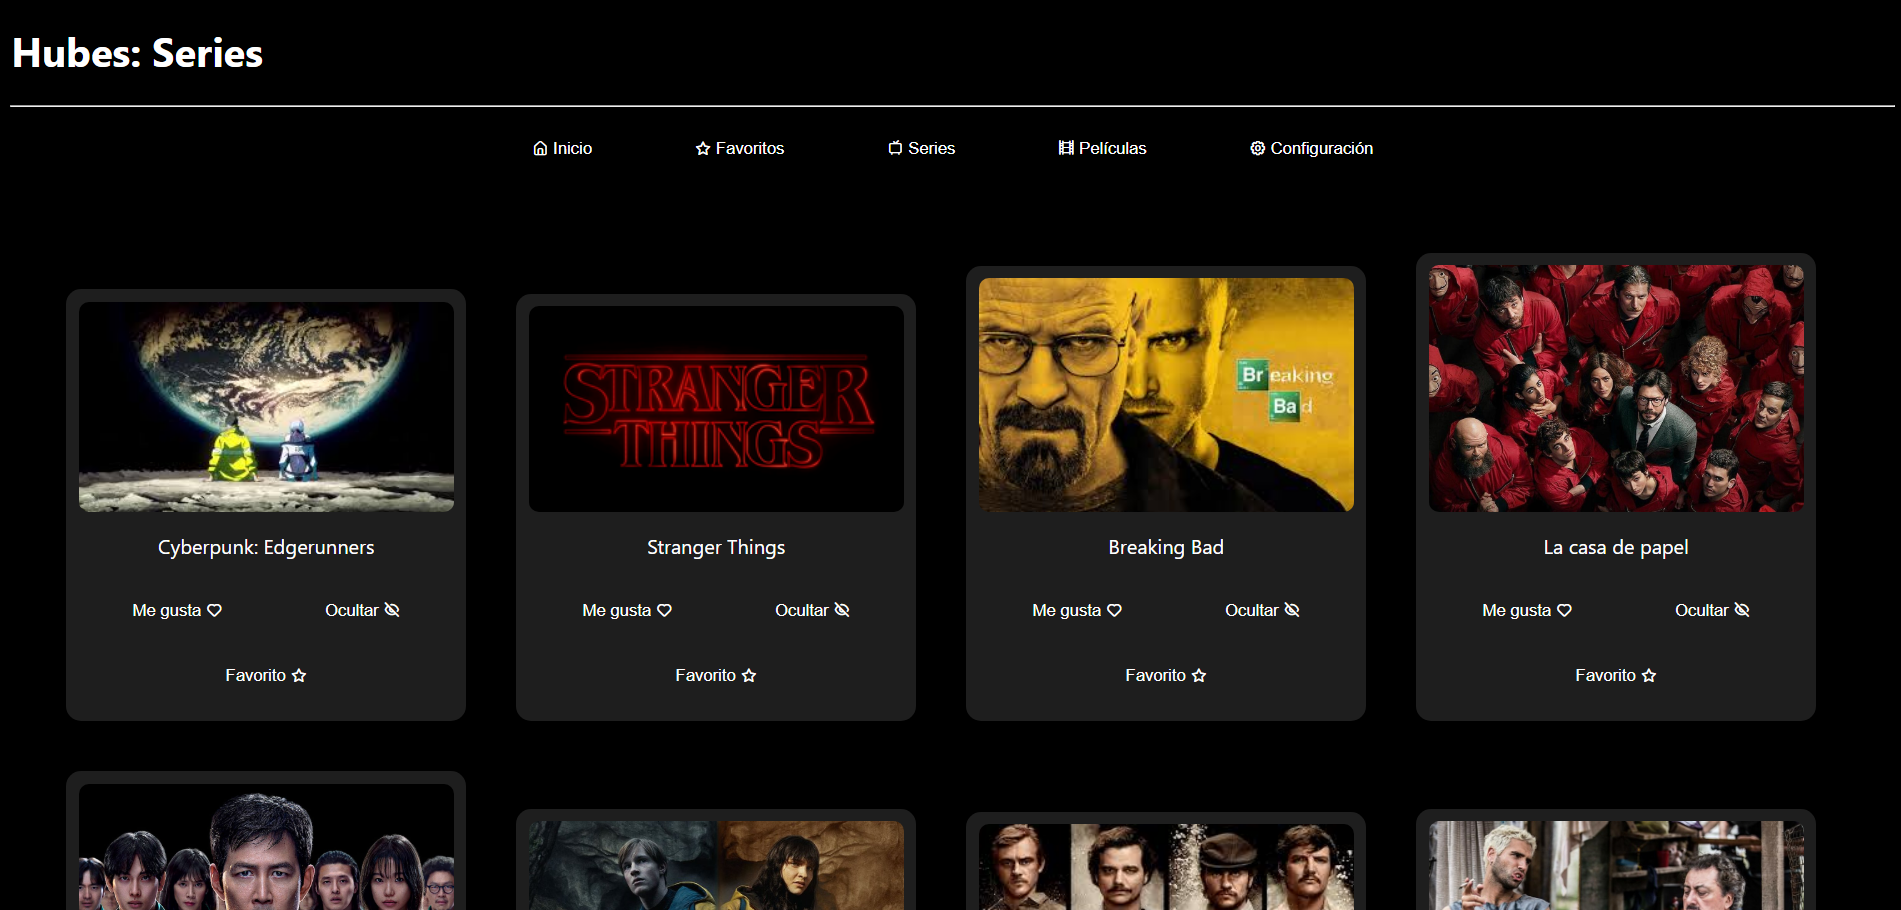 Hubes: Series
Inicio
Favoritos
Series
Películas
Configuración
STRANGER
THINGS
Breaking
Bad
Cyberpunk: Edgerunners
Stranger Things
Breaking Bad
La casa de papel
Me gusta
Ocultar
Me gusta
Ocultar
Me gusta
Ocultar
Me gusta
Ocultar
Favorito
Favorito
Favorito
Favorito